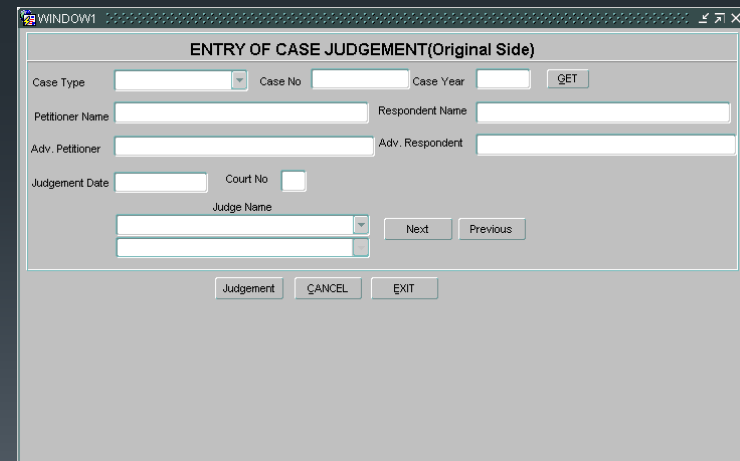 WINDOW1
ENTRY OF CASE JUDGEMENT(Original Side)
Case Type Case No Case Year GET
Petitioner Name Respondent Name
Adv. Petitioner Adv. Respondent
Judgement Date Court No
Judge Name
Next Previous
Judgement CANCEL EXIT